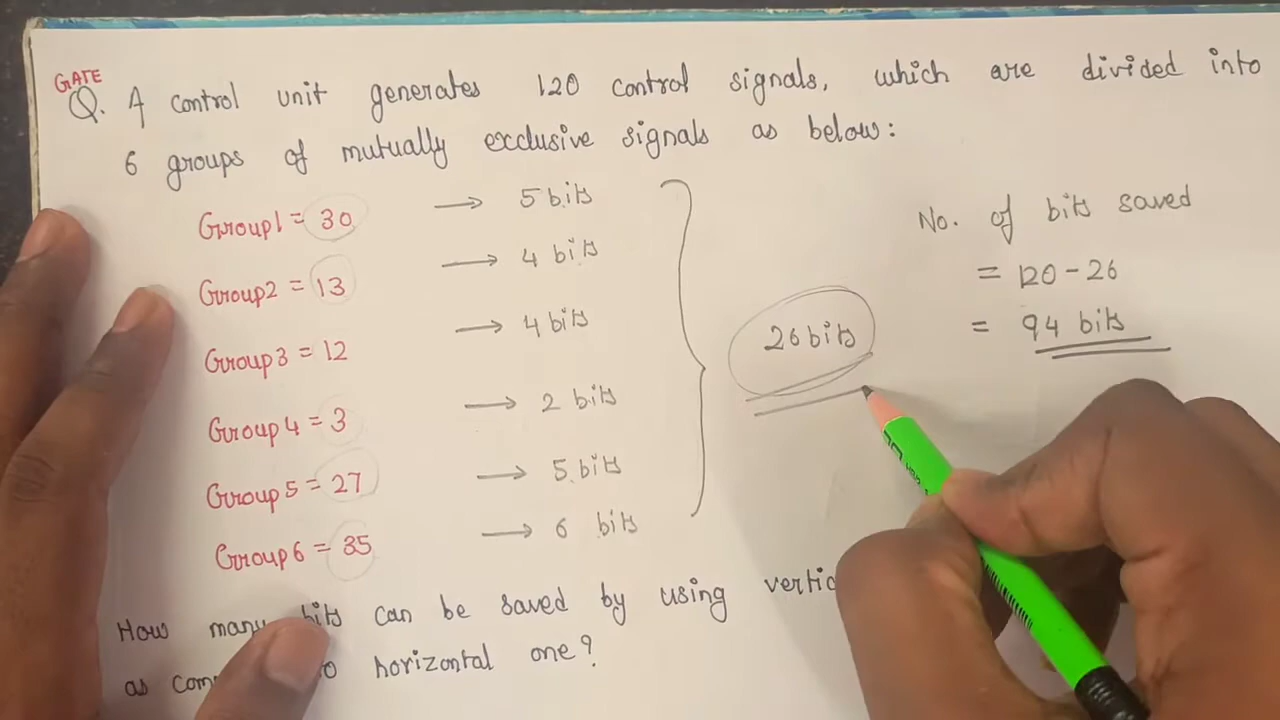 GATE
Q. A control unit generates 120 control signals, which are divided into
6 groups of mutually exclusive signals as below:
Group1 = 30 → 5 bits
Group2 = 13 → 4 bits
Group3 = 12 → 4 bits
Group4 = 3 → 2 bits
Group5 = 27 → 5 bits
Group6 = 35 → 6 bits
26 bits
No. of bits saved
= 120 - 26
= 94 bits
How many bits can be saved by using
as horizontal one?